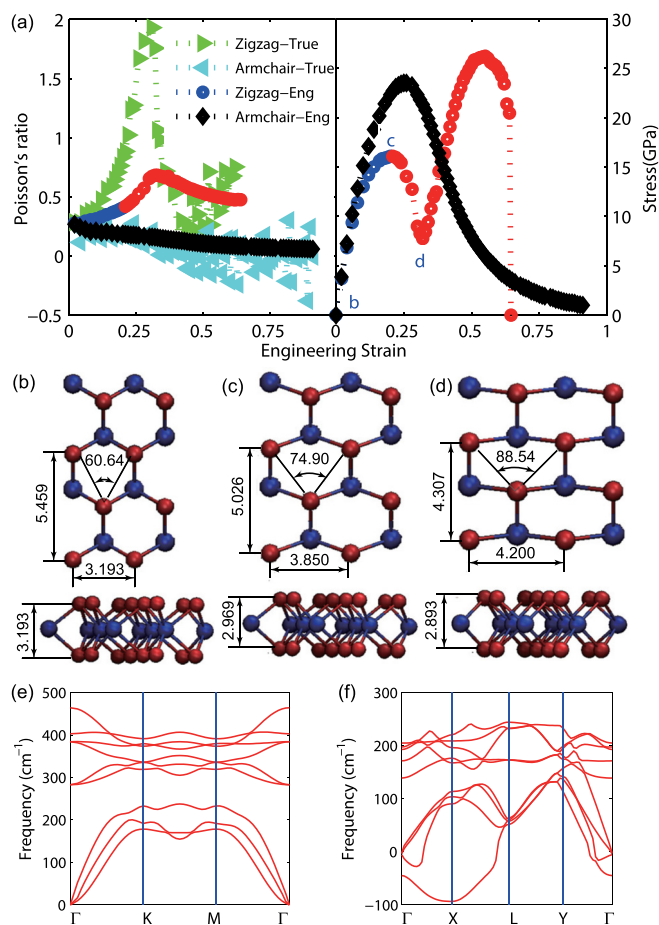 (a)
2
1.5
1
0.5
0
−0.5
Poisson's ratio
Zigzag−True
Armchair−True
Zigzag−Eng
Armchair−Eng
0
0.25
0.5
0.75
0
0.25
0.5
0.75
1
Engineering Strain
30
25
20
15
10
5
0
Stress(GPa)
b
c
d
(b)
60.64
5.459
3.193
3.193
(c)
74.90
5.026
3.850
2.969
(d)
88.54
4.307
4.200
2.893
(e)
500
400
300
200
100
0
Frequency (cm⁻¹)
Γ K M Γ
(f)
300
200
100
0
−100
Frequency (cm⁻¹)
Γ X L Y Γ